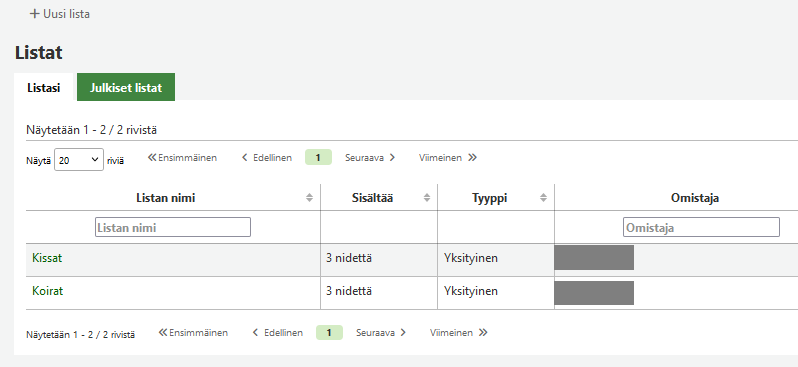 + Uusi lista
Listat
Listasi Julkiset listat
Näytetään 1 - 2 / 2 rivistä
Näytä 20 riviä Ensimmäinen Edellinen 1 Seuraava Viimeinen
Listan nimi Sisältää Tyyppi Omistaja
Listan nimi Omistaja
Kissat 3 nidettä Yksityinen
Koirat 3 nidettä Yksityinen
Näytetään 1 - 2 / 2 rivistä Ensimmäinen Edellinen 1 Seuraava Viimeinen